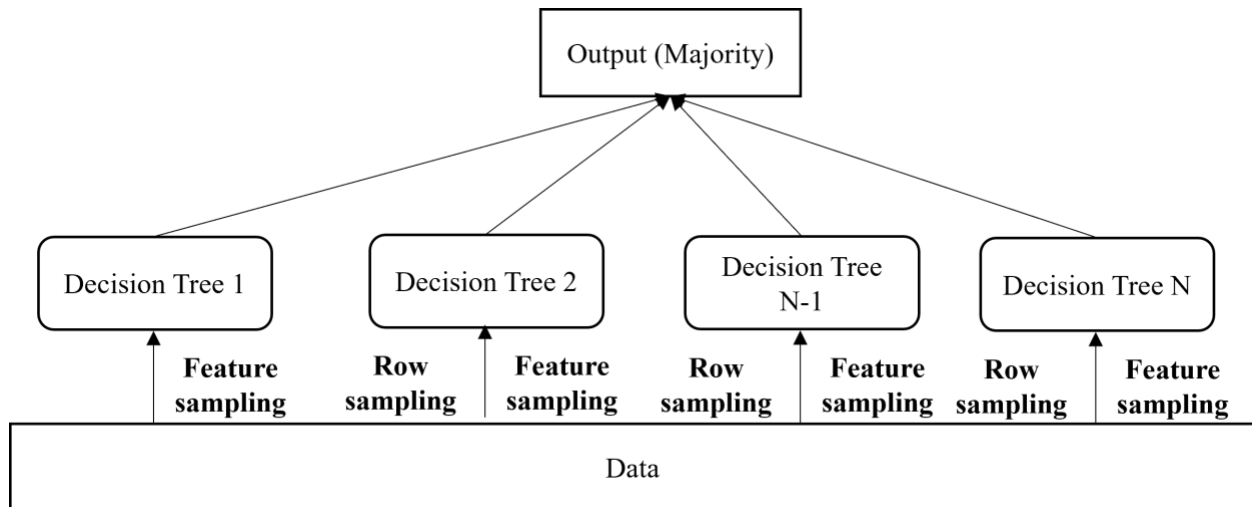 Output (Majority)
Decision Tree 1
Decision Tree 2
Decision Tree
N-1
Decision Tree N
Feature
sampling
Row
sampling
Feature
sampling
Row
sampling
Feature
sampling
Row
sampling
Feature
sampling
Data